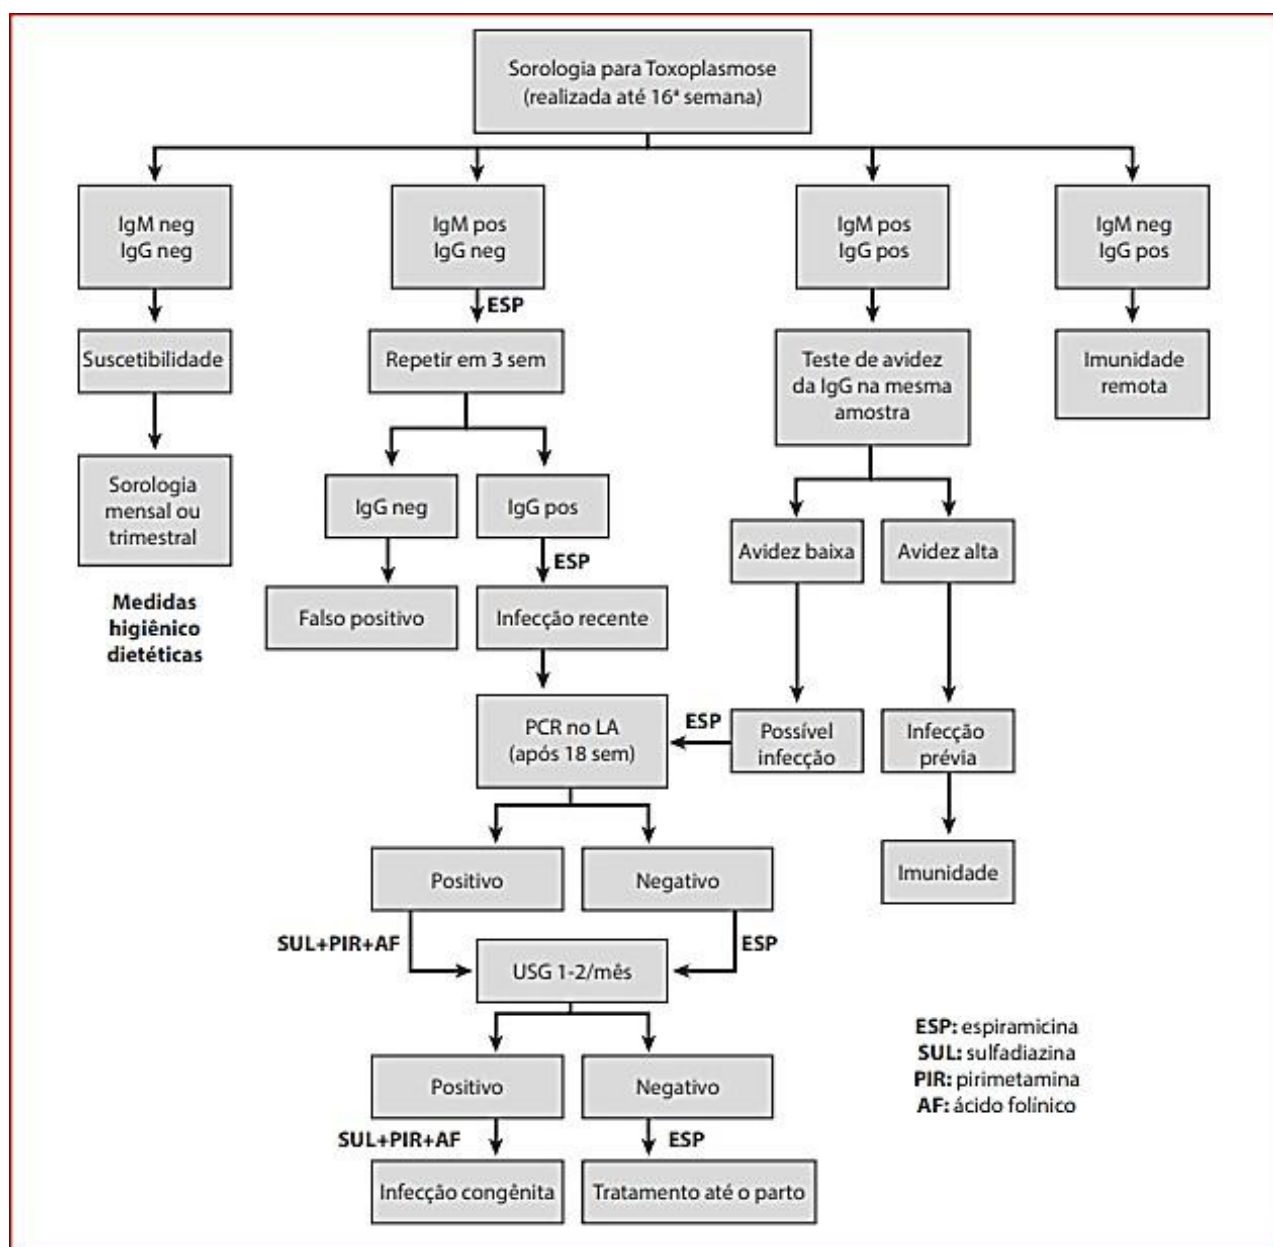 Sorologia para Toxoplasmose
(realizada até 16ª semana)
IgM neg
IgG neg
IgM pos
IgG neg
IgM pos
IgG pos
IgM neg
IgG pos
ESP
Suscetibilidade
Repetir em 3 sem
Teste de avidez
da IgG na mesma
amostra
Imunidade
remota
Sorologia
mensal ou
trimestral
IgG neg
IgG pos
Avidez baixa
Avidez alta
ESP
Medidas
higiênico
dietéticas
Falso positivo
Infecção recente
PCR no LA
(após 18 sem)
ESP
Possível
infecção
Infecção
prévia
Positivo
Negativo
Imunidade
SUL+PIR+AF
ESP
USG 1-2/mês
Positivo
Negativo
SUL+PIR+AF
ESP
Infecção congênita
Tratamento até o parto
ESP: espiramicina
SUL: sulfadiazina
PIR: pirimetamina
AF: ácido folínico